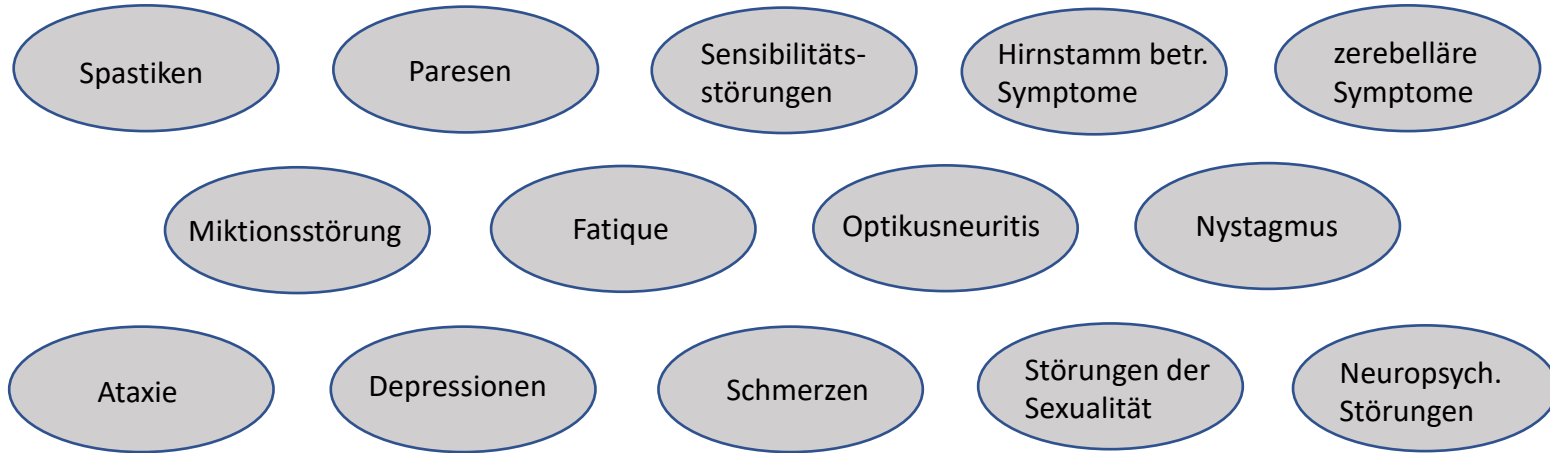 Spastiken
Paresen
Sensibilitäts-
störungen
Hirnstamm betr.
Symptome
zerebelläre
Symptome
Miktionsstörung
Fatique
Optikusneuritis
Nystagmus
Ataxie
Depressionen
Schmerzen
Störungen der
Sexualität
Neuropsych.
Störungen